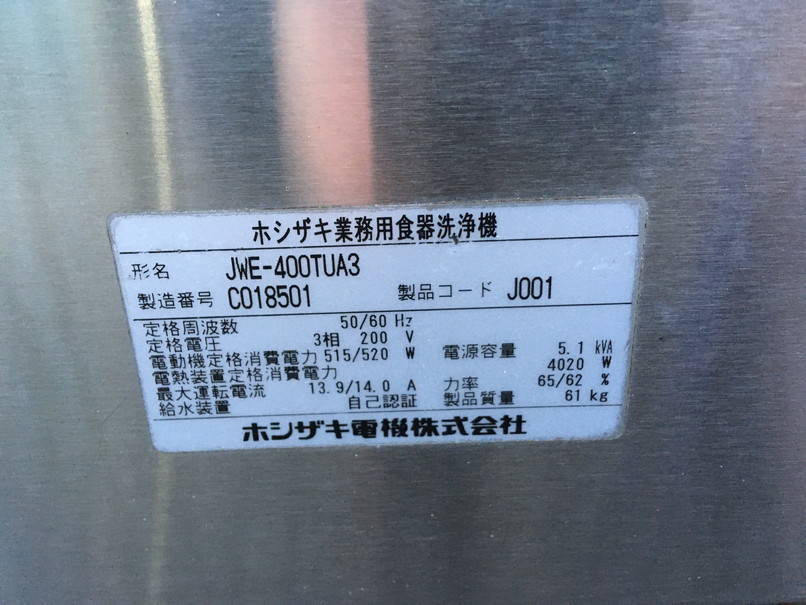 ホシザキ業務用食器洗浄機
形名 JWE-400TUA3
製造番号 C018501 製品コード J001
定格周波数 50/60 Hz
定格電圧 3相 200 V
電動機定格消費電力 515/520 W 電源容量 5.1 kVA
電熱装置定格消費電力 4020 W
最大運転電流 13.9/14.0 A 力率 65/62 %
給水装置 自己認証 製品質量 61 kg
ホシザキ電機株式会社